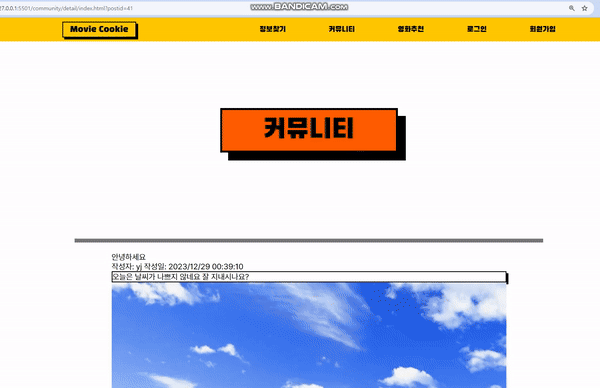 www.BANDICAM.com
27.0.0.1:5501/community/detail/index.html?postid=41
Movie Cookie 정보찾기 커뮤니티 영화추천 로그인 회원가입
커뮤니티
안녕하세요
작성자: yj 작성일: 2023/12/29 00:39:10
오늘은 날씨가 나쁘지 않네요 잘 지내시나요?